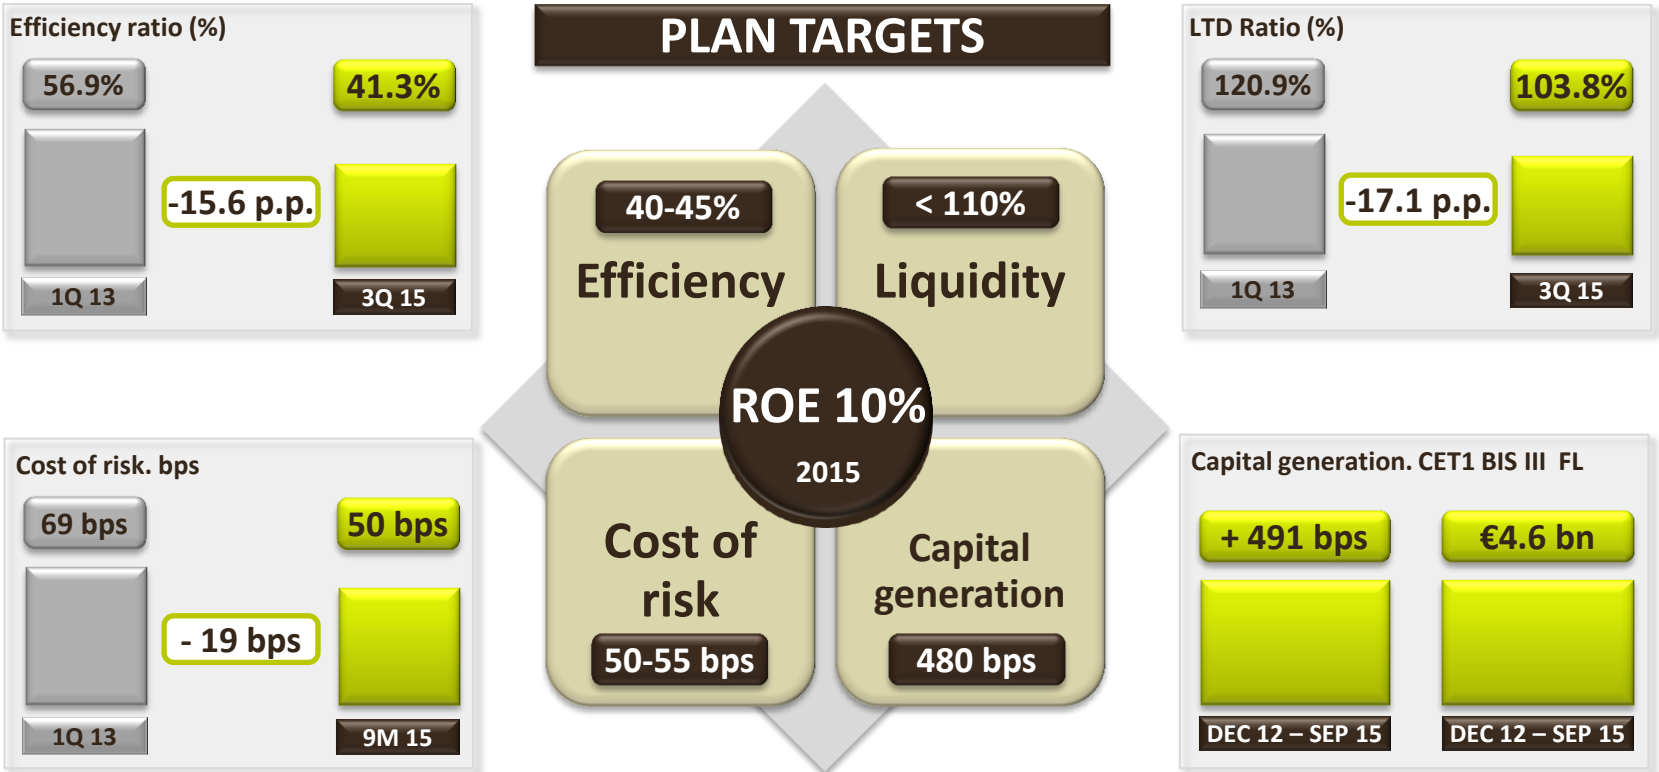 Efficiency ratio (%)
56.9%
41.3%
-15.6 p.p.
1Q 13
3Q 15
PLAN TARGETS
40-45%
Efficiency
< 110%
Liquidity
ROE 10%
2015
Cost of
risk
50-55 bps
Capital
generation
480 bps
LTD Ratio (%)
120.9%
103.8%
-17.1 p.p.
1Q 13
3Q 15
Cost of risk. bps
69 bps
50 bps
- 19 bps
1Q 13
9M 15
Capital generation. CET1 BIS III  FL
+ 491 bps
€4.6 bn
DEC 12 – SEP 15
DEC 12 – SEP 15